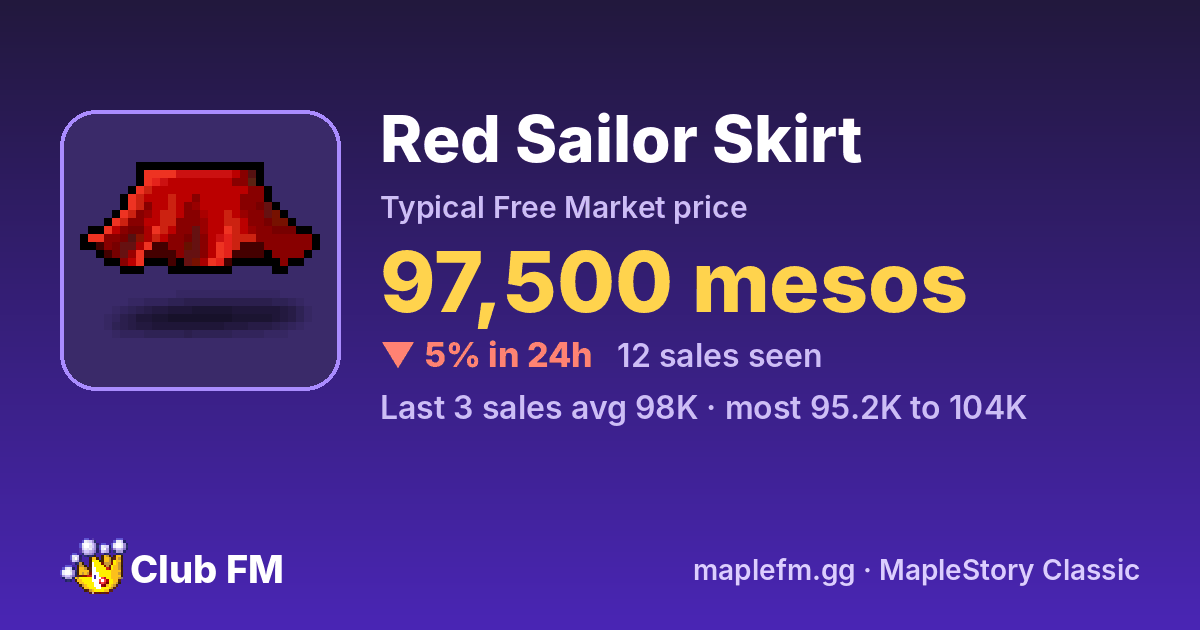 Red Sailor Skirt
Typical Free Market price
97,500 mesos
▼ 5% in 24h 12 sales seen
Last 3 sales avg 98K · most 95.2K to 104K
Club FM
maplefm.gg · MapleStory Classic